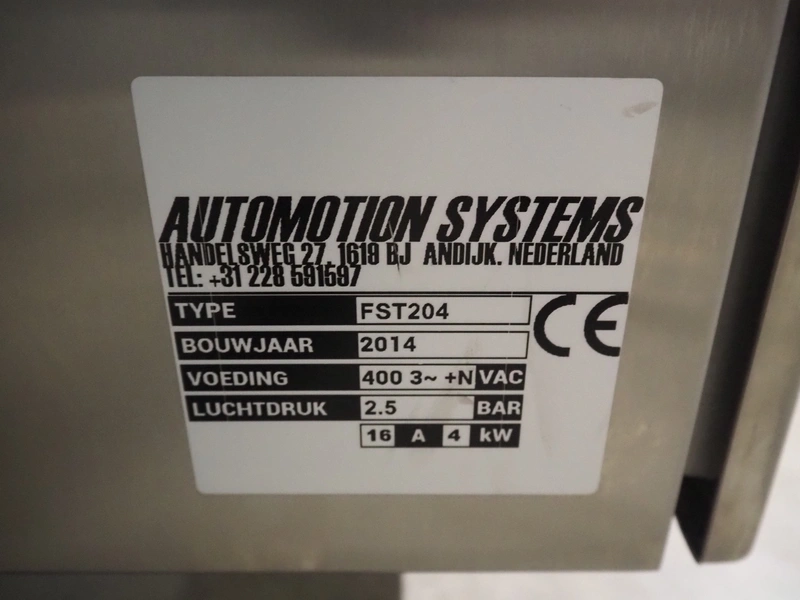 AUTOMOTION SYSTEMS
HANDELSWEG 27, 1619 BJ ANDIJK. NEDERLAND
TEL: +31 228 591597
TYPE FST204 CE
BOUWJAAR 2014
VOEDING 400 3~ +N VAC
LUCHTDRUK 2.5 BAR
16 A 4 kW